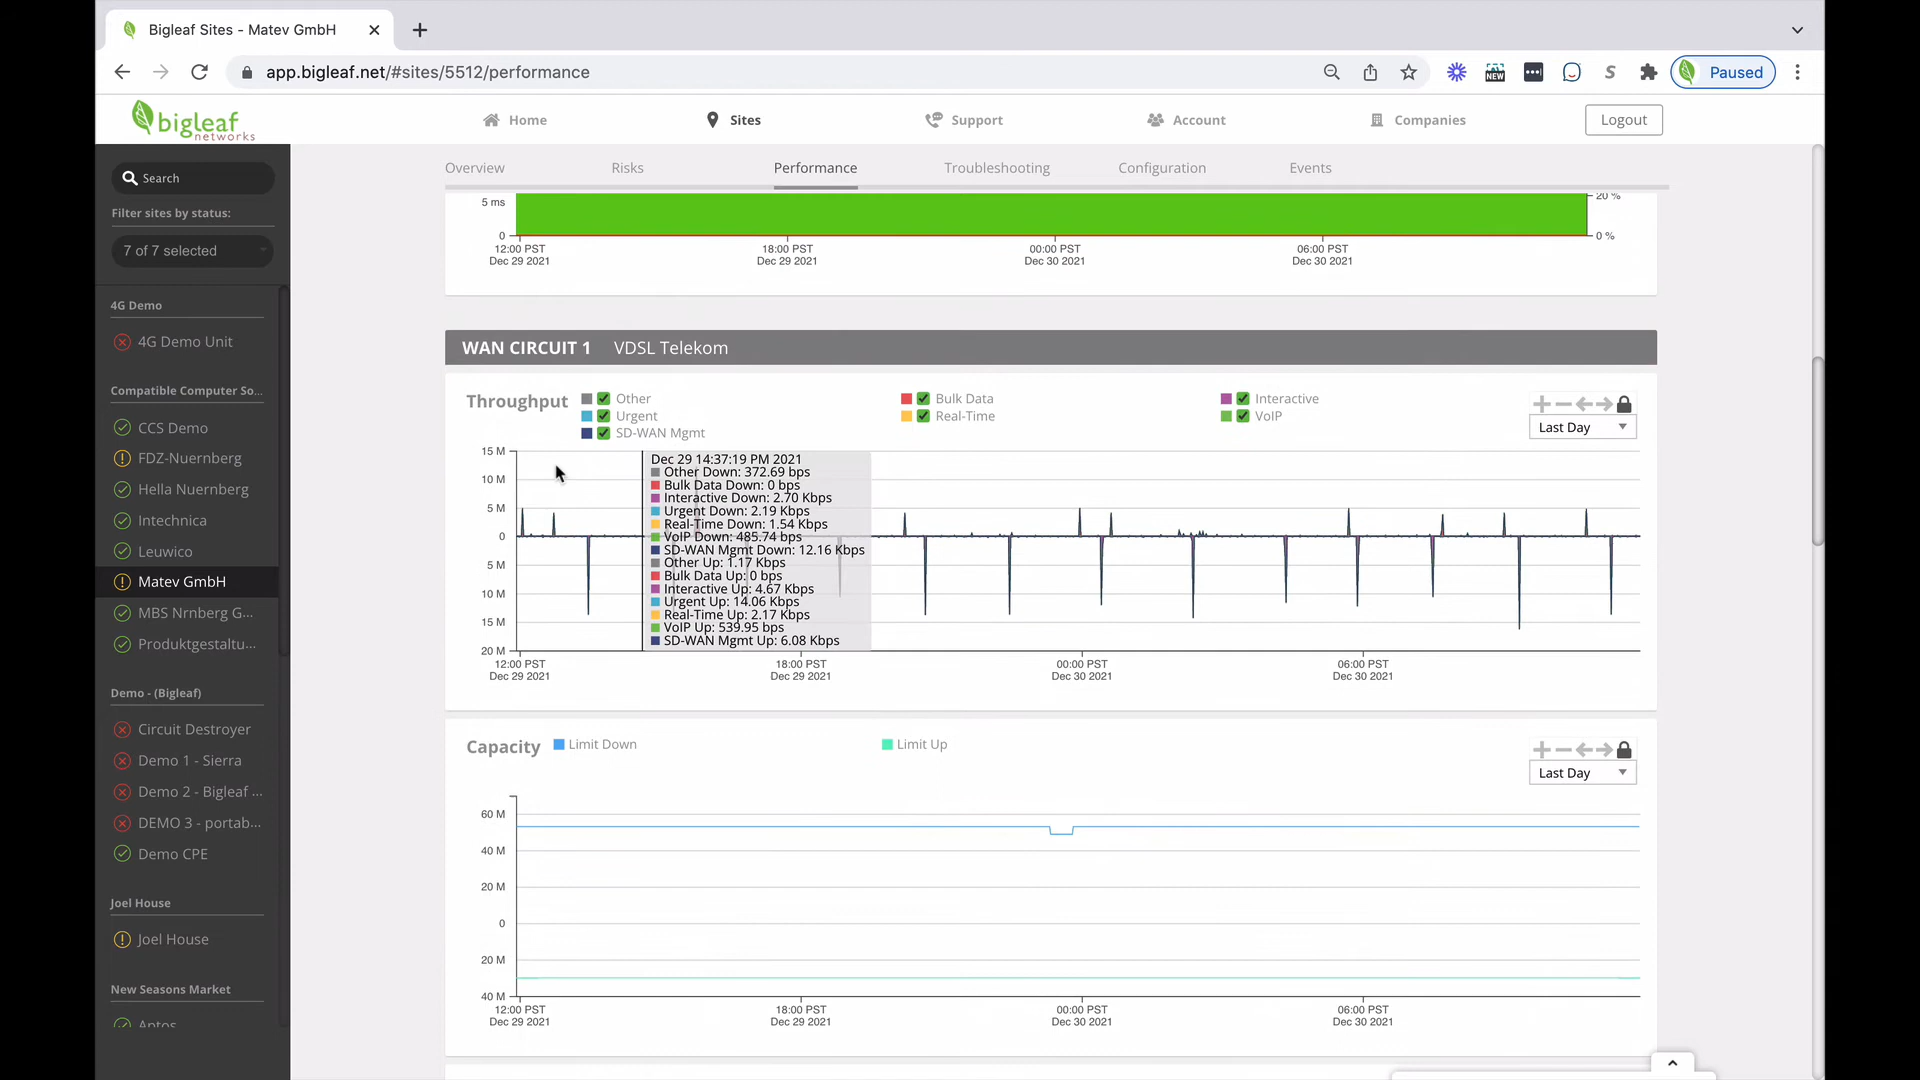 Bigleaf Sites - Matev GmbH
app.bigleaf.net/#sites/5512/performance
NEW
S
Paused
bigleaf
networks
Home
Sites
Support
Account
Companies
Logout
Search
Filter sites by status:
7 of 7 selected
4G Demo
4G Demo Unit
Compatible Computer So...
CCS Demo
FDZ-Nuernberg
Hella Nuernberg
Intechnica
Leuwico
Matev GmbH
MBS Nrnberg G...
Produktgestaltu...
Demo - (Bigleaf)
Circuit Destroyer
Demo 1 - Sierra
Demo 2 - Bigleaf ...
DEMO 3 - portab...
Demo CPE
Joel House
Joel House
New Seasons Market
Aptos
Overview
Risks
Performance
Troubleshooting
Configuration
Events
5 ms
0
20 %
0 %
12:00 PST
Dec 29 2021
18:00 PST
Dec 29 2021
00:00 PST
Dec 30 2021
06:00 PST
Dec 30 2021
WAN CIRCUIT 1 VDSL Telekom
Throughput
Other
Bulk Data
Interactive
Urgent
Real-Time
VoIP
SD-WAN Mgmt
Last Day
15 M
10 M
5 M
0
5 M
10 M
15 M
20 M
Dec 29 14:37:19 PM 2021
Other Down: 372.69 bps
Bulk Data Down: 0 bps
Interactive Down: 2.70 Kbps
Urgent Down: 2.19 Kbps
Real-Time Down: 1.54 Kbps
VoIP Down: 485.74 bps
SD-WAN Mgmt Down: 12.16 Kbps
Other Up: 1.17 Kbps
Bulk Data Up: 0 bps
Interactive Up: 4.67 Kbps
Urgent Up: 14.06 Kbps
Real-Time Up: 2.17 Kbps
VoIP Up: 539.95 bps
SD-WAN Mgmt Up: 6.08 Kbps
12:00 PST
Dec 29 2021
18:00 PST
Dec 29 2021
00:00 PST
Dec 30 2021
06:00 PST
Dec 30 2021
Capacity
Limit Down
Limit Up
Last Day
60 M
40 M
20 M
0
20 M
40 M
12:00 PST
Dec 29 2021
18:00 PST
Dec 29 2021
00:00 PST
Dec 30 2021
06:00 PST
Dec 30 2021